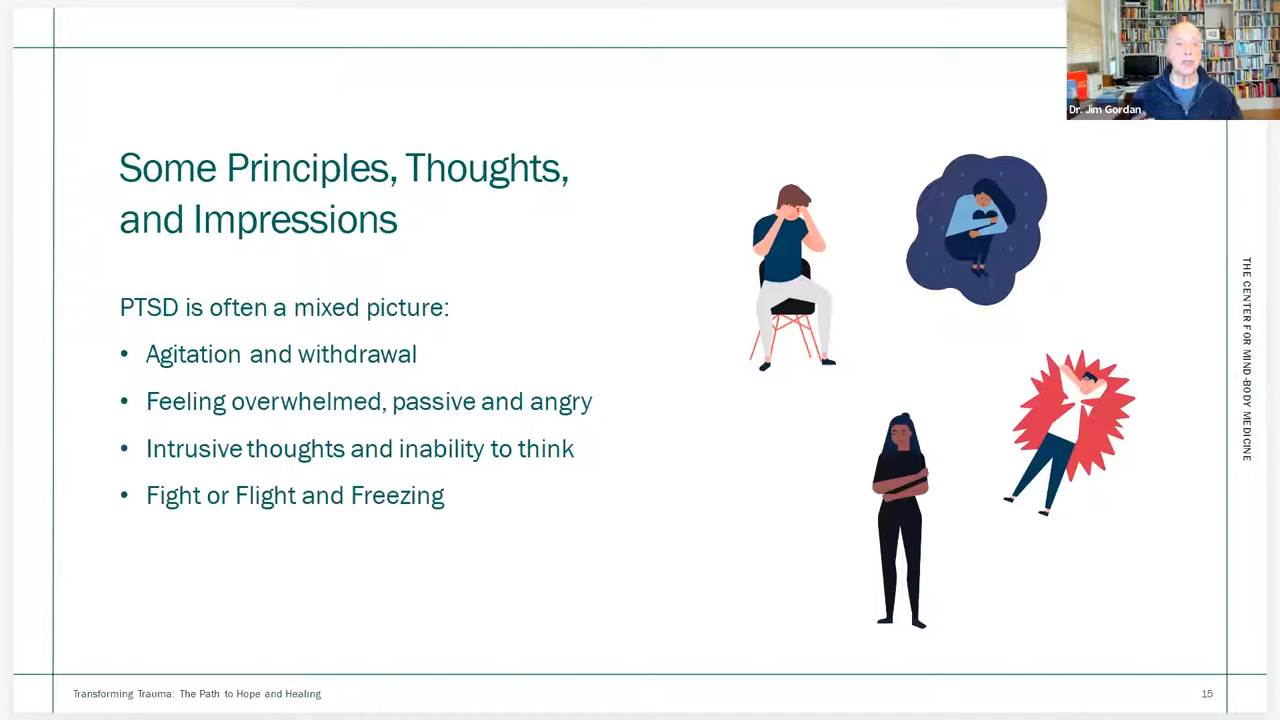 Dr. Jim Gordan
Some Principles, Thoughts,
and Impressions
PTSD is often a mixed picture:
• Agitation and withdrawal
• Feeling overwhelmed, passive and angry
• Intrusive thoughts and inability to think
• Fight or Flight and Freezing
THE CENTER FOR MIND-BODY MEDICINE
Transforming Trauma: The Path to Hope and Healing
15